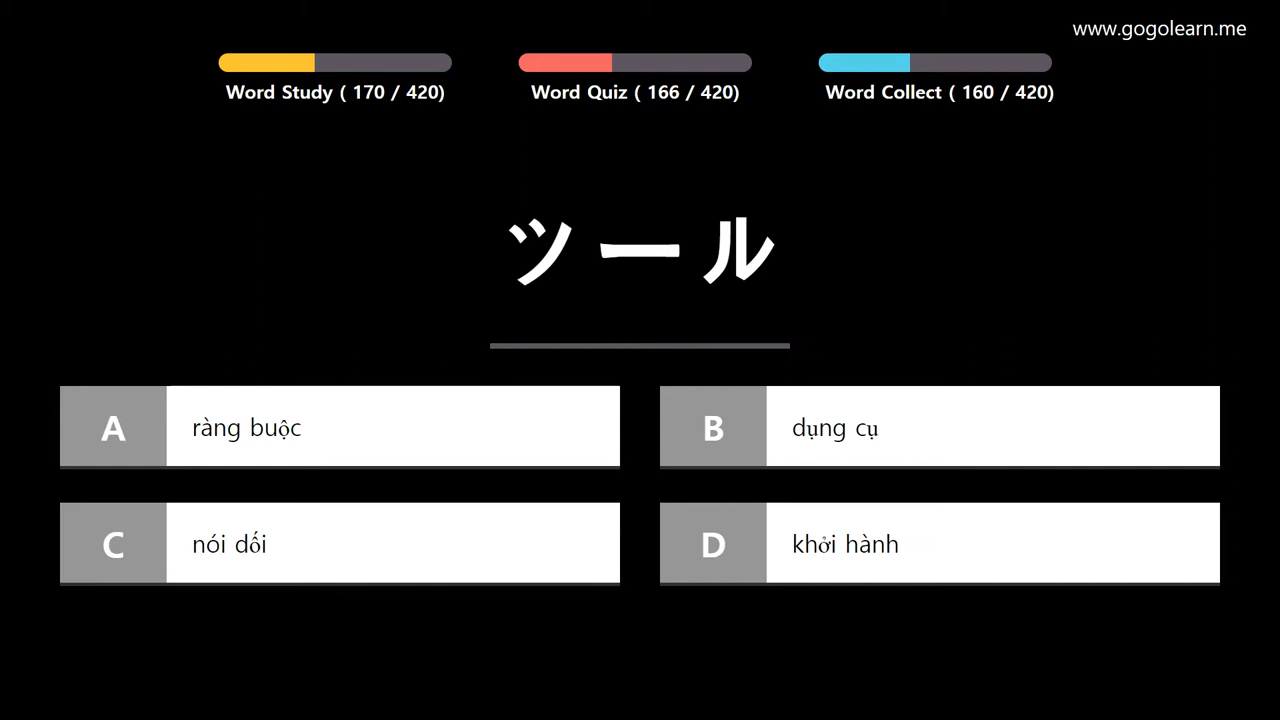 www.gogolearn.me
Word Study ( 170 / 420)
Word Quiz ( 166 / 420)
Word Collect ( 160 / 420)
ツール
A ràng buộc
B dụng cụ
C nói dối
D khởi hành